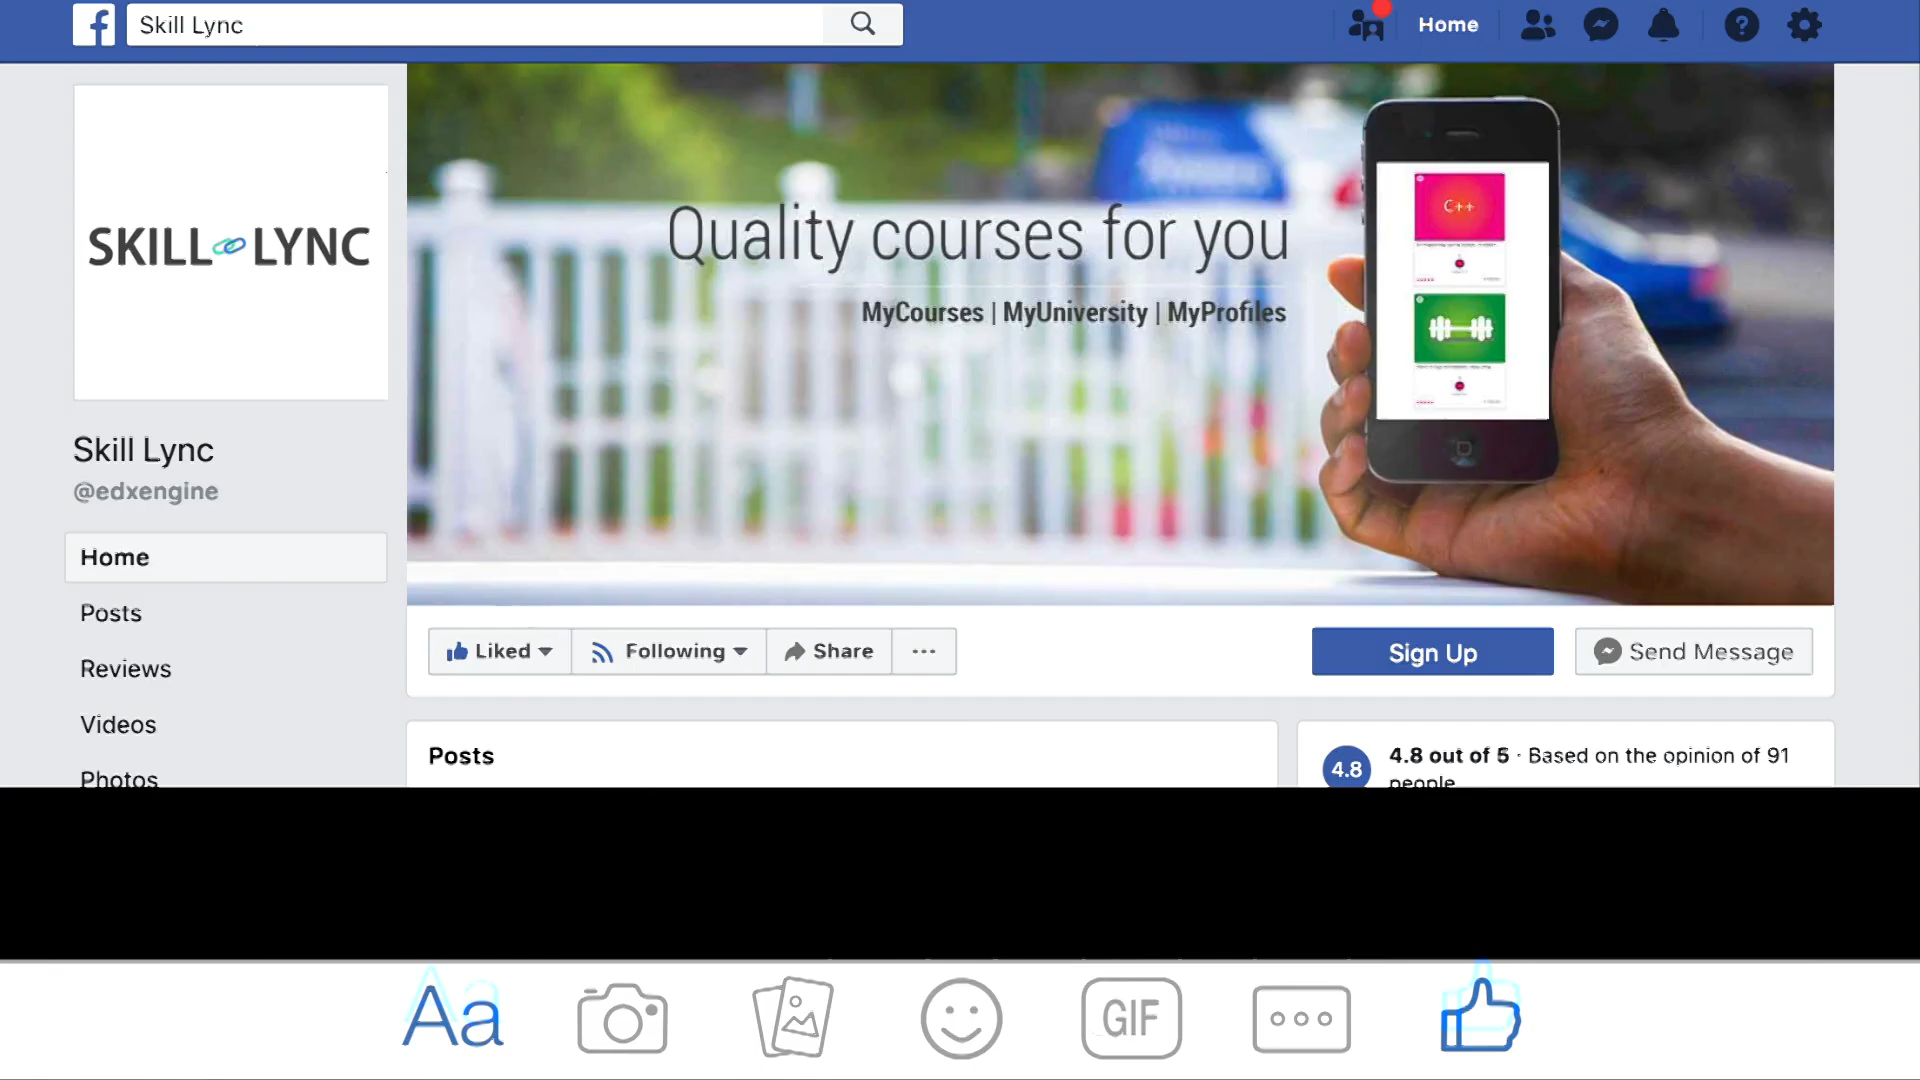 Skill Lync
Home
SKILL LYNC
Quality courses for you
MyCourses | MyUniversity | MyProfiles
C++
Skill Lync
@edxengine
Home
Posts
Reviews
Videos
Photos
Liked
Following
Share
Sign Up
Send Message
Posts
4.8
4.8 out of 5 · Based on the opinion of 91
people
Aa
GIF